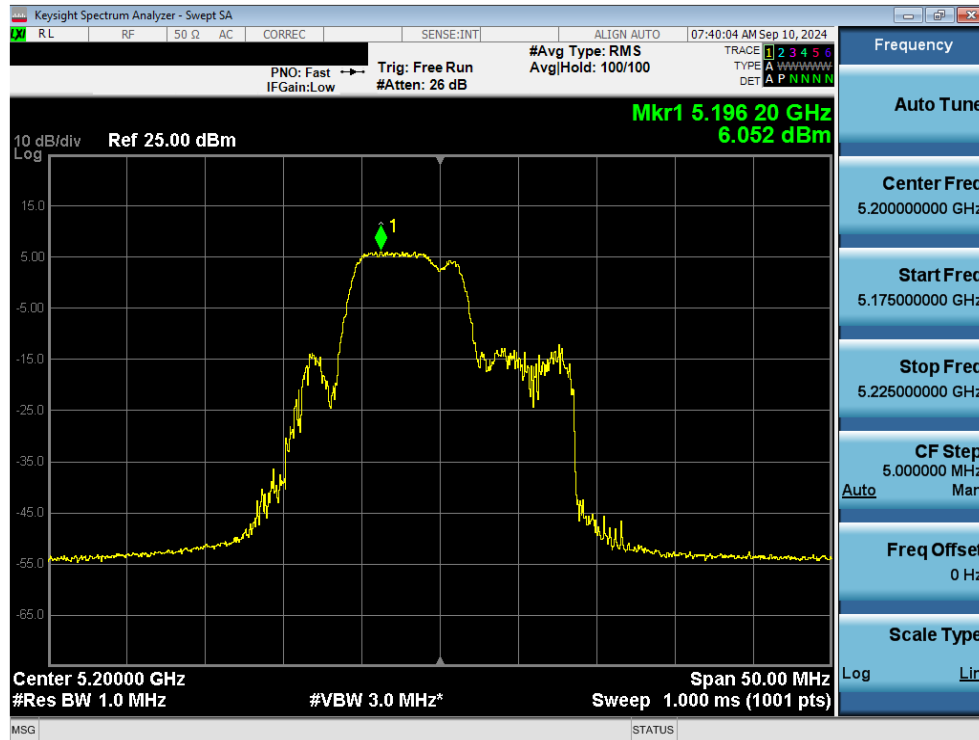 Keysight Spectrum Analyzer - Swept SA
LXI RL RF 50 Ω AC CORREC SENSE:INT ALIGN AUTO 07:40:04 AM Sep 10, 2024
PNO: Fast
IFGain:Low
Trig: Free Run
#Atten: 26 dB
#Avg Type: RMS
Avg|Hold: 100/100
TRACE 1 2 3 4 5 6
TYPE A WWWWW
DET A P N N N N
Mkr1 5.196 20 GHz
6.052 dBm
10 dB/div Ref 25.00 dBm
Log
15.0
5.00
-5.00
-15.0
-25.0
-35.0
-45.0
-55.0
-65.0
1
Center 5.20000 GHz Span 50.00 MHz
#Res BW 1.0 MHz #VBW 3.0 MHz* Sweep 1.000 ms (1001 pts)
MSG STATUS
Frequency
Auto Tune
Center Freq
5.200000000 GHz
Start Freq
5.175000000 GHz
Stop Freq
5.225000000 GHz
CF Step
5.000000 MHz
Auto Man
Freq Offset
0 Hz
Scale Type
Log Lin